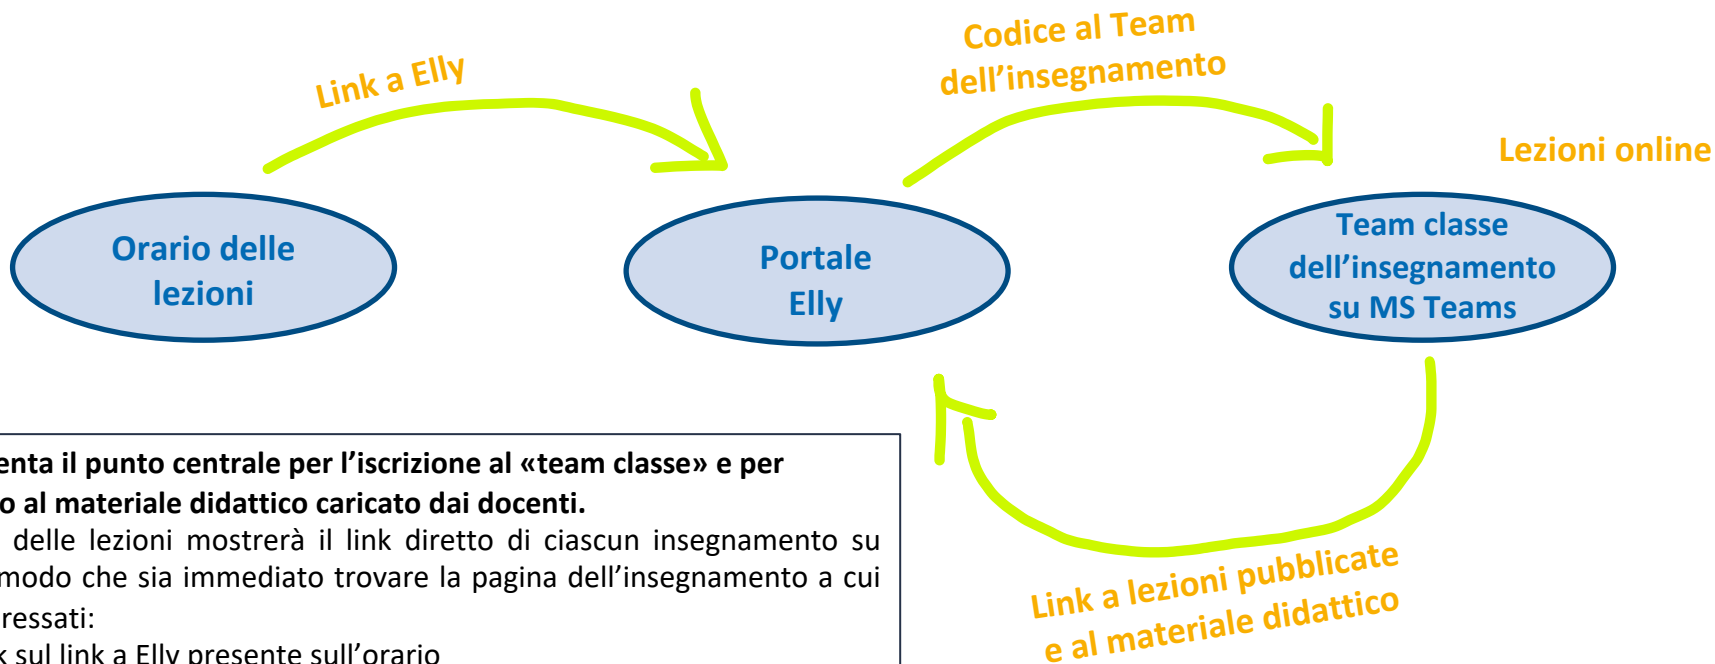 Link a Elly
Codice al Team
dell’insegnamento
Lezioni online
Orario delle
lezioni
Portale
Elly
Team classe
dell’insegnamento
su MS Teams
enta il punto centrale per l’iscrizione al «team classe» e per
o al materiale didattico caricato dai docenti.
delle lezioni mostrerà il link diretto di ciascun insegnamento su
modo che sia immediato trovare la pagina dell’insegnamento a cui
ressati:
k sul link a Elly presente sull’orario
Link a lezioni pubblicate
e al materiale didattico